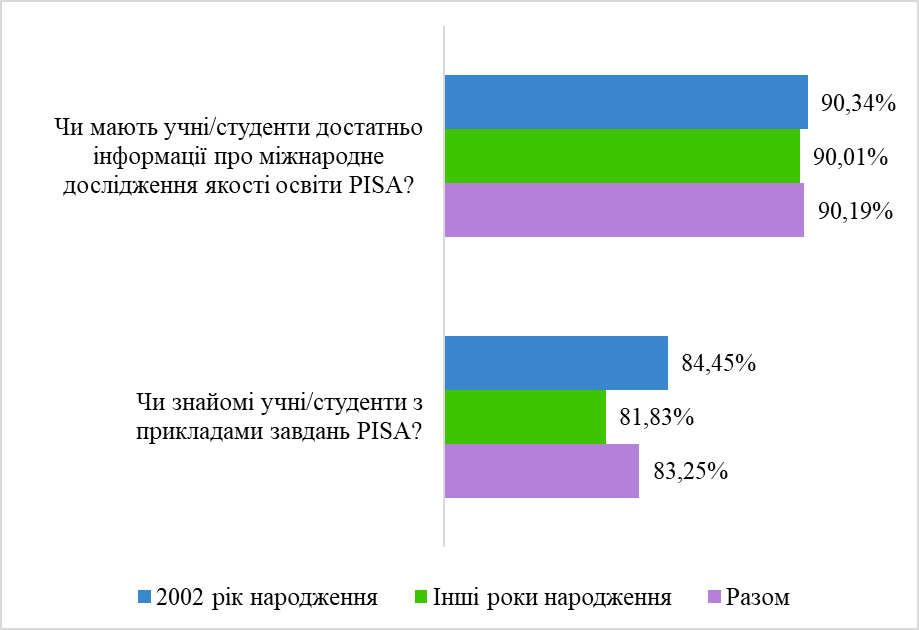 Чи мають учні/студенти достатньо
інформації про міжнародне
дослідження якості освіти PISA?
90,34%
90,01%
90,19%
Чи знайомі учні/студенти з
прикладами завдань PISA?
84,45%
81,83%
83,25%
2002 рік народження
Інші роки народження
Разом